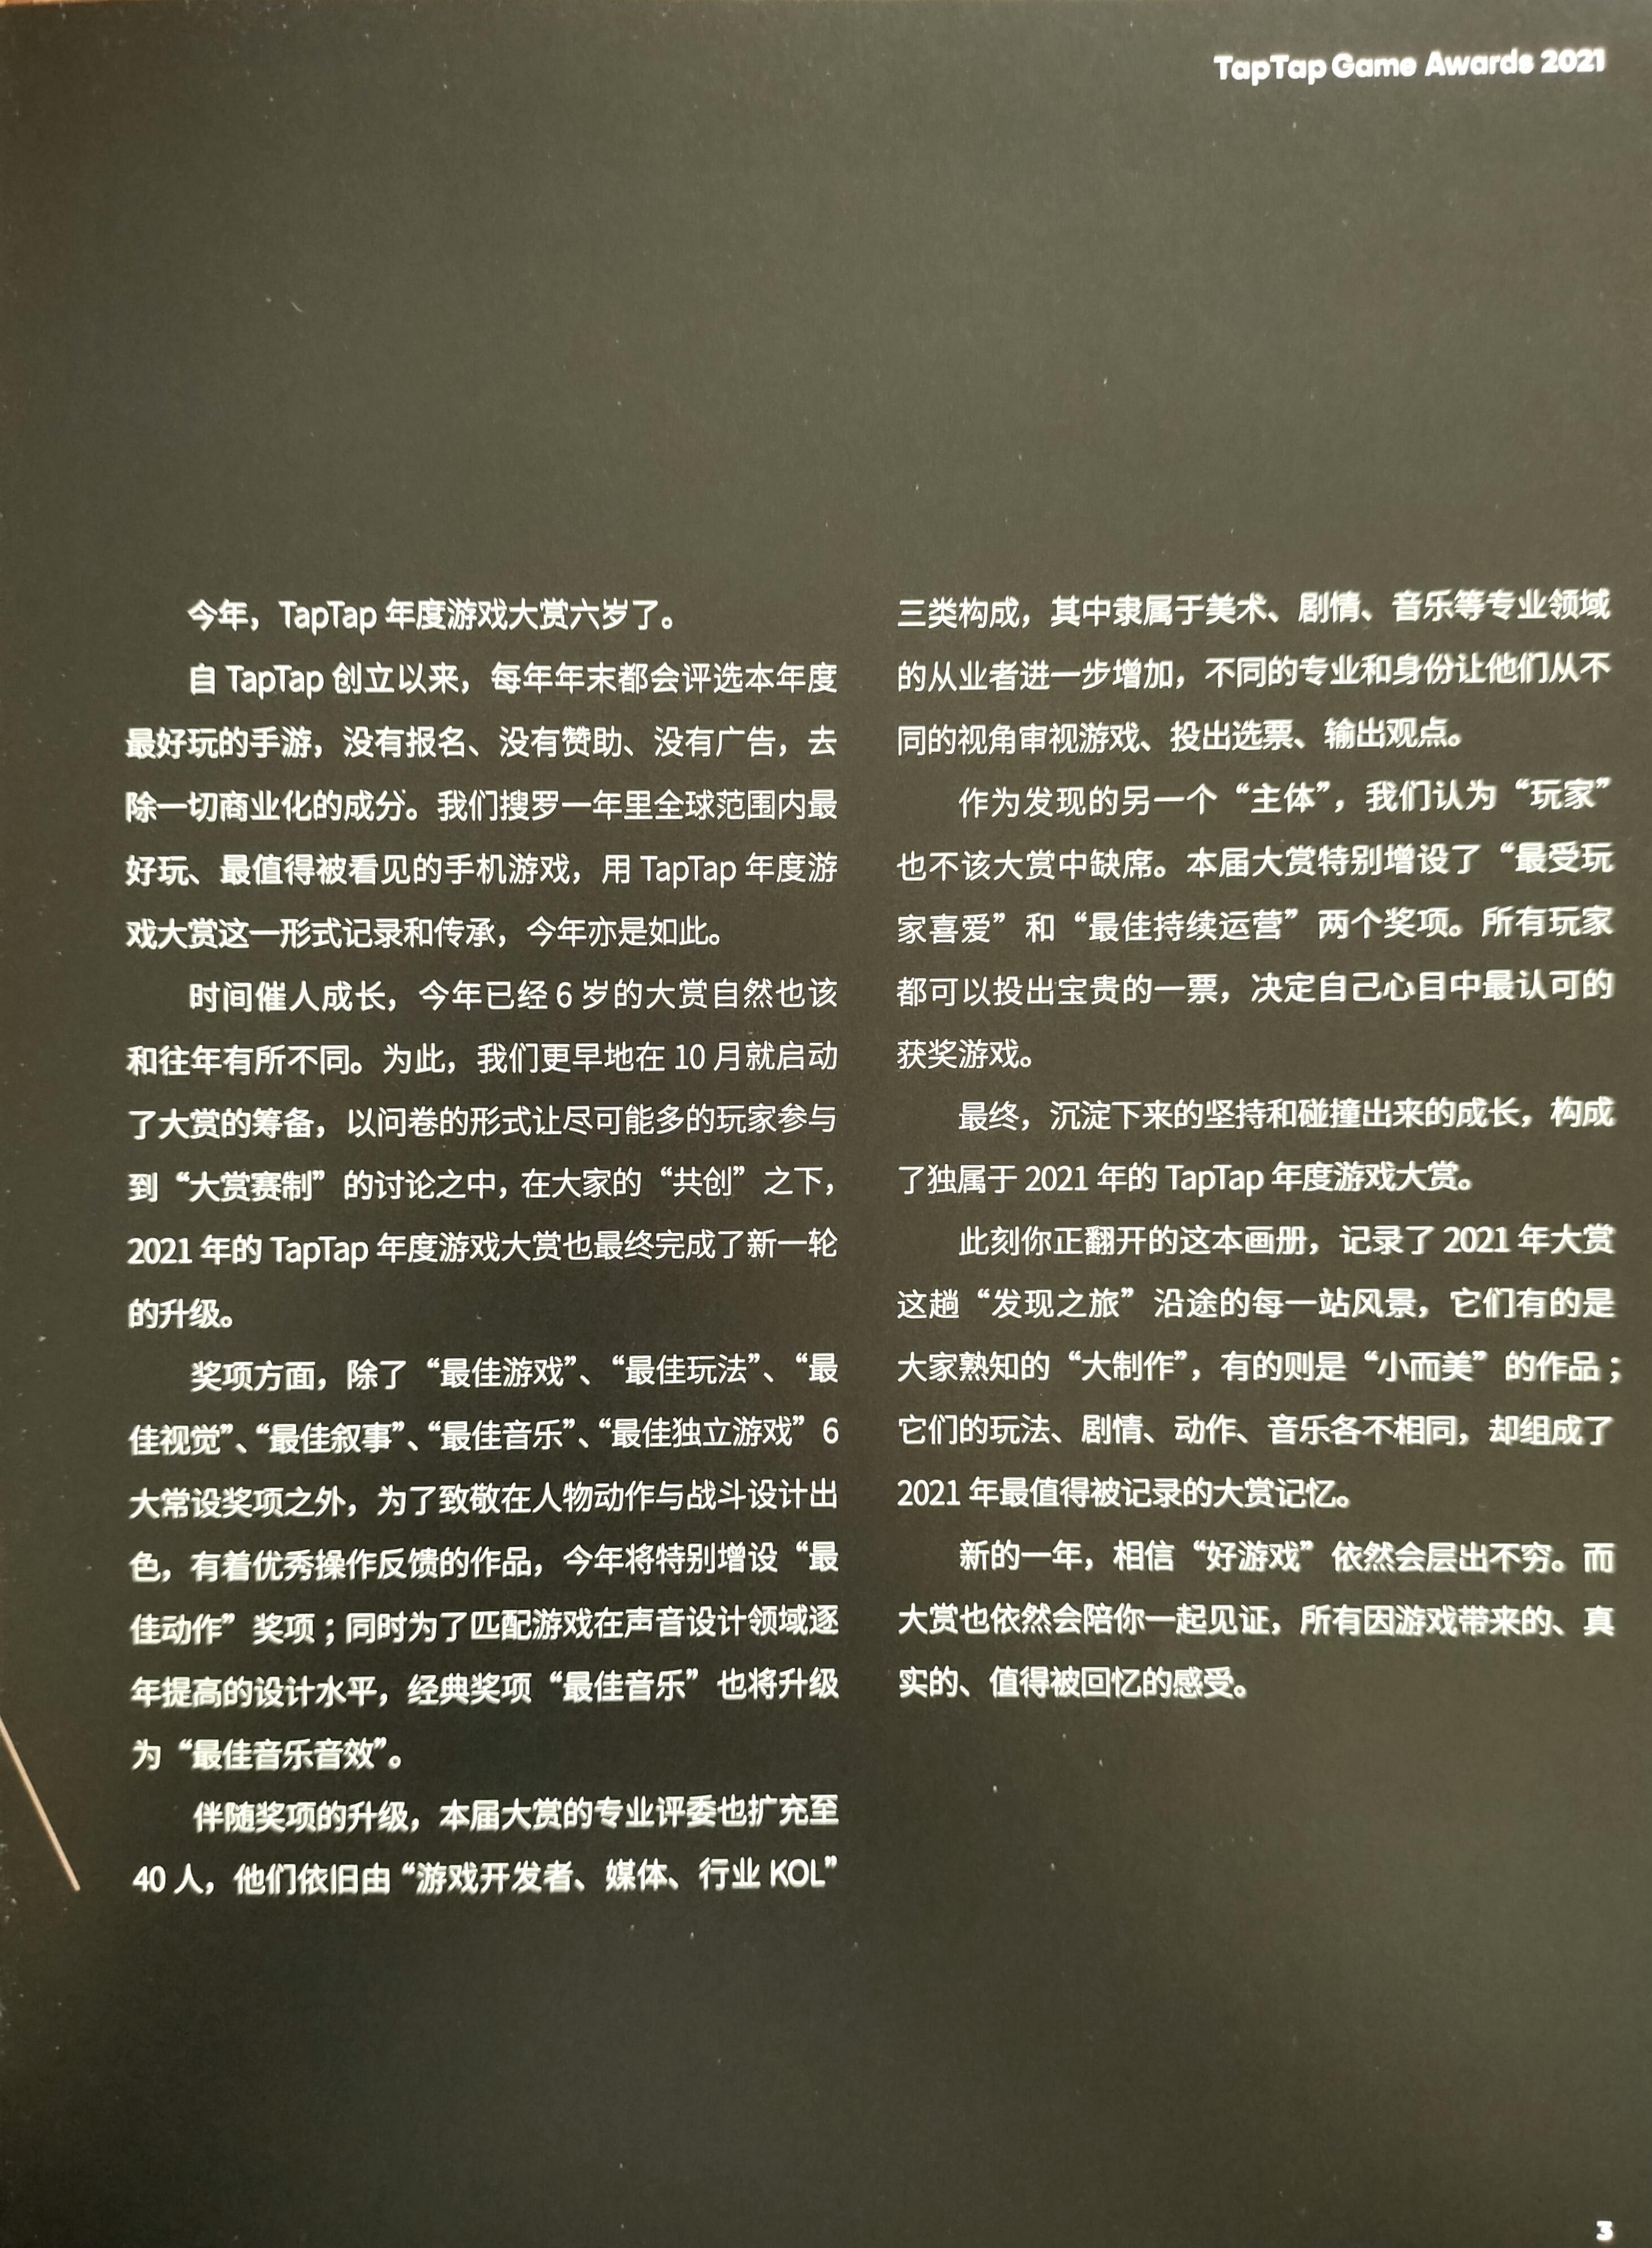 TapTap Game Awards 2021
今年，TapTap 年度游戏大赏六岁了。
自 TapTap 创立以来，每年年末都会评选本年度
最好玩的手游，没有报名、没有赞助、没有广告，去
除一切商业化的成分。我们搜罗一年里全球范围内最
好玩、最值得被看见的手机游戏，用 TapTap 年度游
戏大赏这一形式记录和传承，今年亦是如此。
时间催人成长，今年已经 6 岁的大赏自然也该
和往年有所不同。为此，我们更早地在 10 月就启动
了大赏的筹备，以问卷的形式让尽可能多的玩家参与
到“大赏赛制”的讨论之中，在大家的“共创”之下，
2021 年的 TapTap 年度游戏大赏也最终完成了新一轮
的升级。
奖项方面，除了“最佳游戏”、“最佳玩法”、“最
佳视觉”、“最佳叙事”、“最佳音乐”、“最佳独立游戏” 6
大常设奖项之外，为了致敬在人物动作与战斗设计出
色，有着优秀操作反馈的作品，今年将特别增设“最
佳动作”奖项；同时为了匹配游戏在声音设计领域逐
年提高的设计水平，经典奖项“最佳音乐”也将升级
为“最佳音乐音效”。
伴随奖项的升级，本届大赏的专业评委也扩充至
40 人，他们依旧由“游戏开发者、媒体、行业 KOL”
三类构成，其中隶属于美术、剧情、音乐等专业领域
的从业者进一步增加，不同的专业和身份让他们从不
同的视角审视游戏、投出选票、输出观点。
作为发现的另一个“主体”，我们认为“玩家”
也不该大赏中缺席。本届大赏特别增设了“最受玩
家喜爱”和“最佳持续运营”两个奖项。所有玩家
都可以投出宝贵的一票，决定自己心目中最认可的
获奖游戏。
最终，沉淀下来的坚持和碰撞出来的成长，构成
了独属于 2021 年的 TapTap 年度游戏大赏。
此刻你正翻开的这本画册，记录了 2021 年大赏
这趟“发现之旅”沿途的每一站风景，它们有的是
大家熟知的“大制作”，有的则是“小而美”的作品；
它们的玩法、剧情、动作、音乐各不相同，却组成了
2021 年最值得被记录的大赏记忆。
新的一年，相信“好游戏”依然会层出不穷。而
大赏也依然会陪你一起见证，所有因游戏带来的、真
实的、值得被回忆的感受。
3